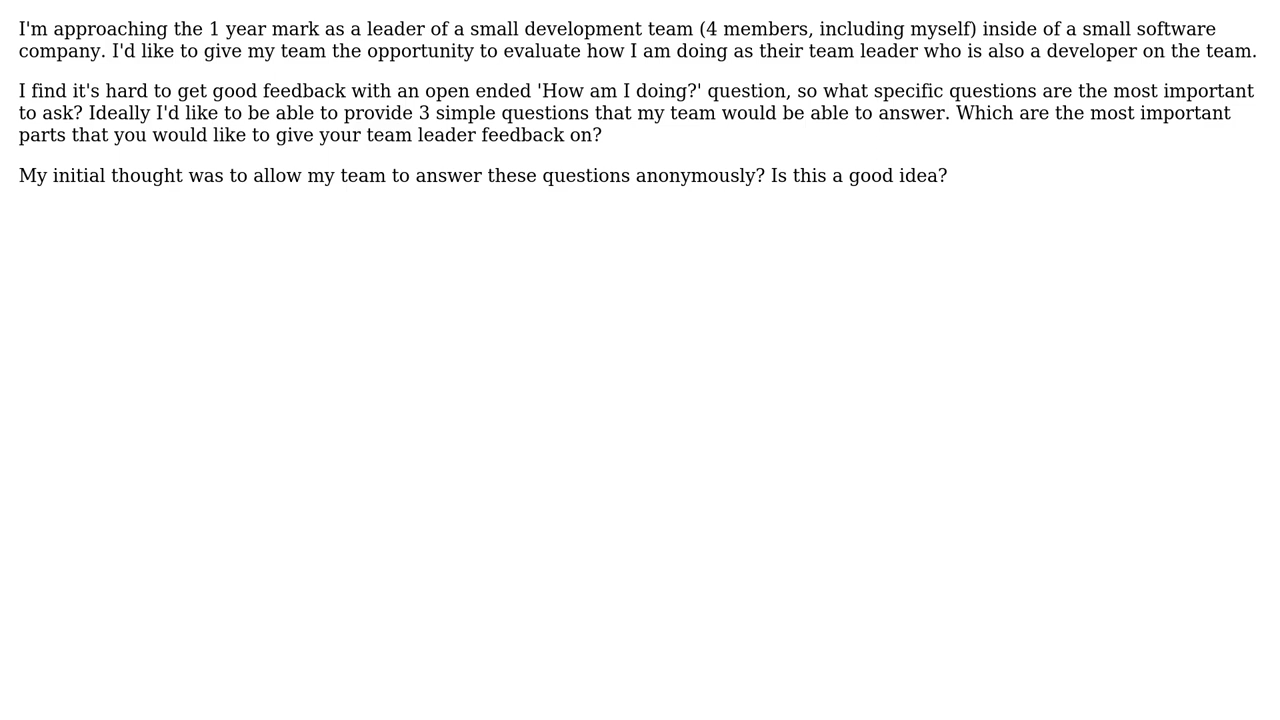 I'm approaching the 1 year mark as a leader of a small development team (4 members, including myself) inside of a small software
company. I'd like to give my team the opportunity to evaluate how I am doing as their team leader who is also a developer on the team.
I find it's hard to get good feedback with an open ended 'How am I doing?' question, so what specific questions are the most important
to ask? Ideally I'd like to be able to provide 3 simple questions that my team would be able to answer. Which are the most important
parts that you would like to give your team leader feedback on?
My initial thought was to allow my team to answer these questions anonymously? Is this a good idea?